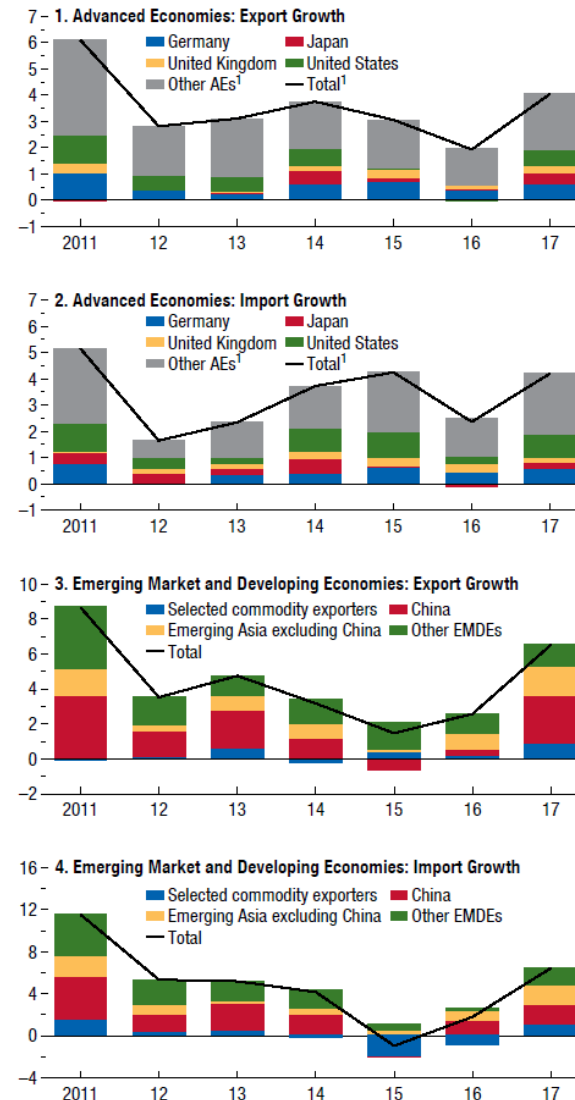 1. Advanced Economies: Export Growth
Germany Japan
United Kingdom United States
Other AEs¹ Total¹
7
6
5
4
3
2
1
0
–1
2011 12 13 14 15 16 17
2. Advanced Economies: Import Growth
Germany Japan
United Kingdom United States
Other AEs¹ Total¹
7
6
5
4
3
2
1
0
–1
2011 12 13 14 15 16 17
3. Emerging Market and Developing Economies: Export Growth
Selected commodity exporters China
Emerging Asia excluding China Other EMDEs
Total
10
8
6
4
2
0
–2
2011 12 13 14 15 16 17
4. Emerging Market and Developing Economies: Import Growth
Selected commodity exporters China
Emerging Asia excluding China Other EMDEs
Total
16
12
8
4
0
–4
2011 12 13 14 15 16 17